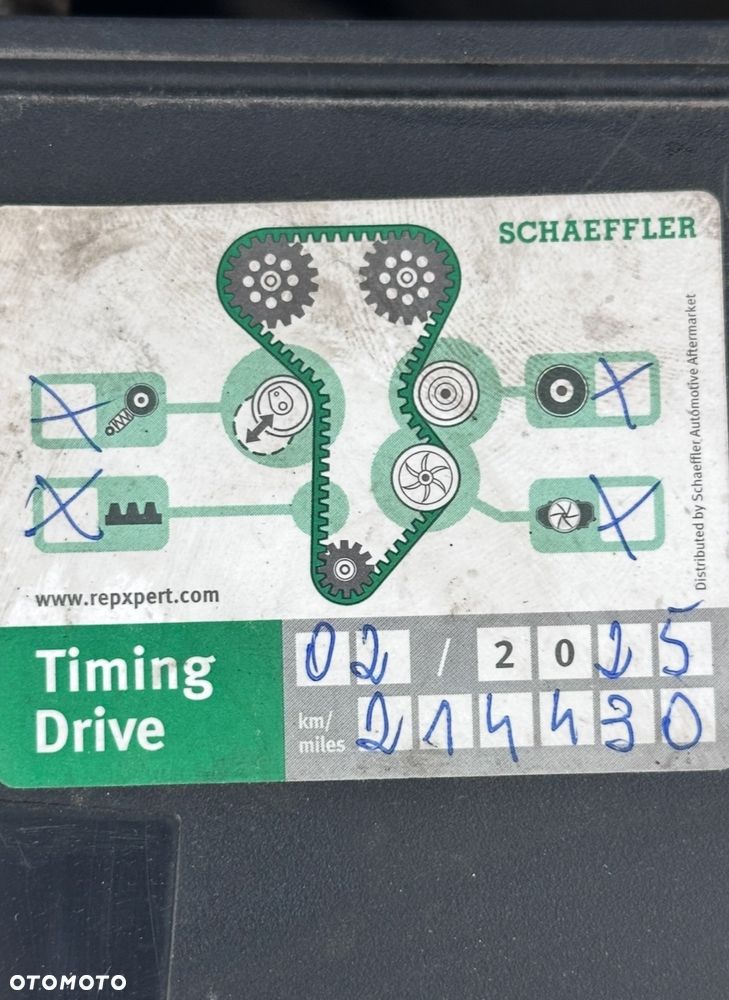 SCHAEFFLER
Distributed by Schaeffler Automotive Aftermarket
www.repxpert.com
Timing
Drive
02 / 2025
km/
miles
214430
OTOMOTO